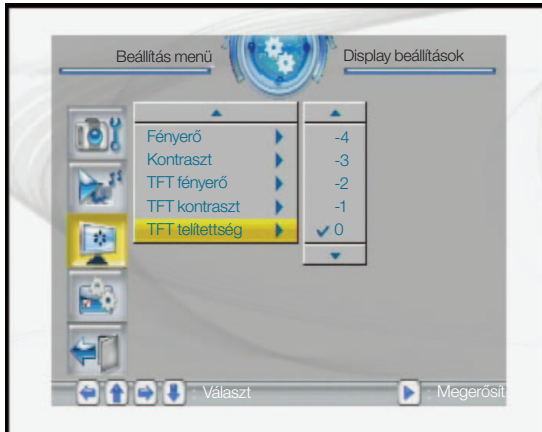 Beállítás menü
Display beállítások
Fényerő
Kontraszt
TFT fényerő
TFT kontraszt
TFT telítettség
-4
-3
-2
-1
0
: Választ
: Megerősít